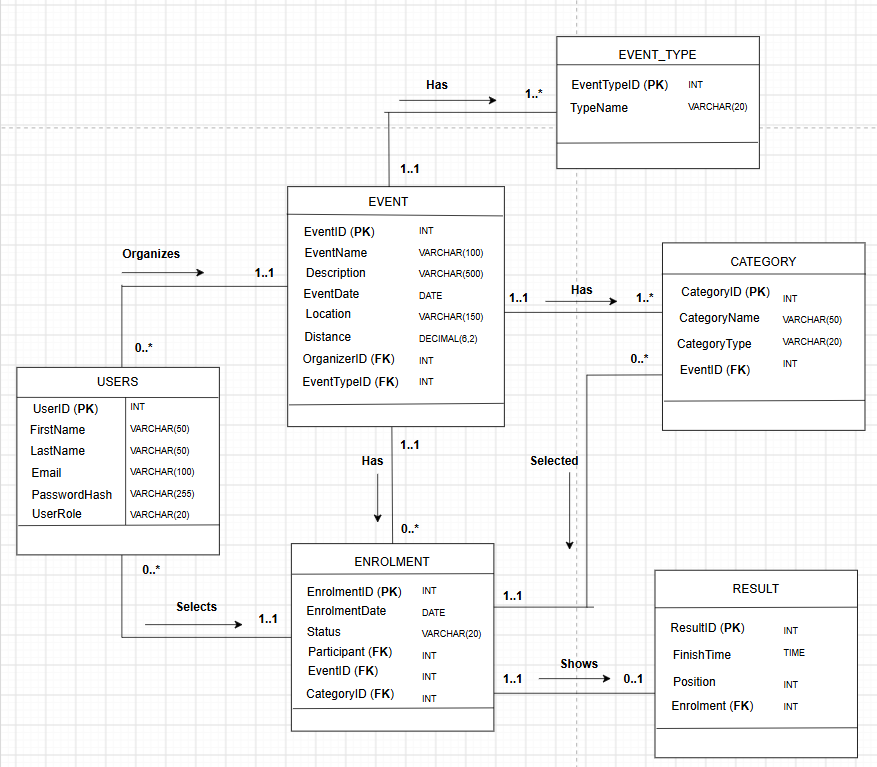 EVENT_TYPE
EventTypeID (PK) INT
TypeName VARCHAR(20)
Has
1..*
1..1
EVENT
EventID (PK) INT
EventName VARCHAR(100)
Description VARCHAR(500)
EventDate DATE
Location VARCHAR(150)
Distance DECIMAL(6,2)
OrganizerID (FK) INT
EventTypeID (FK) INT
Organizes
1..1
0..*
1..1
Has
1..*
CATEGORY
CategoryID (PK) INT
CategoryName VARCHAR(50)
CategoryType VARCHAR(20)
EventID (FK) INT
0..*
USERS
UserID (PK) INT
FirstName VARCHAR(50)
LastName VARCHAR(50)
Email VARCHAR(100)
PasswordHash VARCHAR(255)
UserRole VARCHAR(20)
1..1
Has
0..*
Selected
1..1
0..*
Selects
1..1
ENROLMENT
EnrolmentID (PK) INT
EnrolmentDate DATE
Status VARCHAR(20)
Participant (FK) INT
EventID (FK) INT
CategoryID (FK) INT
1..1
Shows
0..1
RESULT
ResultID (PK) INT
FinishTime TIME
Position INT
Enrolment (FK) INT